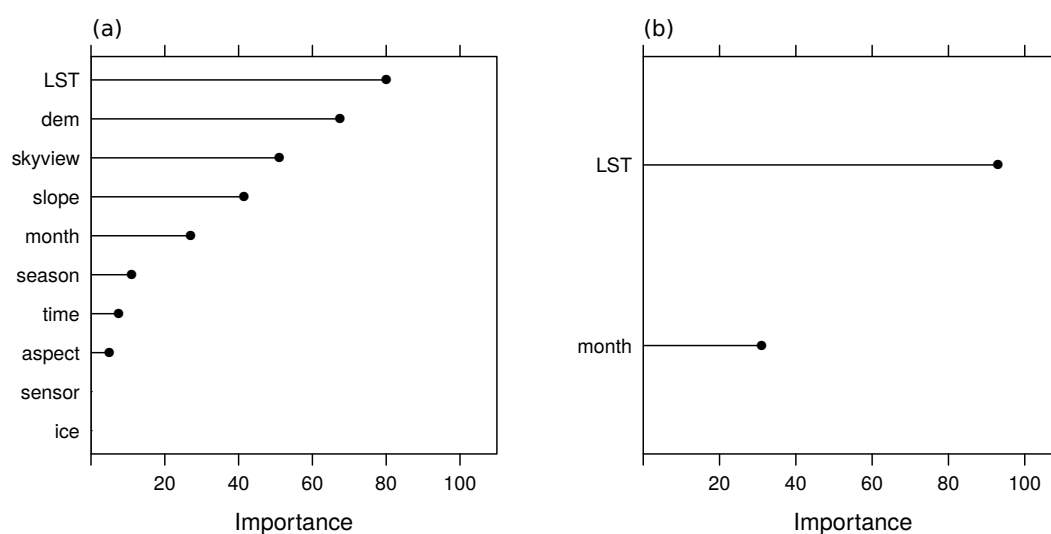 (a)
LST
dem
skyview
slope
month
season
time
aspect
sensor
ice
20 40 60 80 100
Importance
(b)
LST
month
20 40 60 80 100
Importance